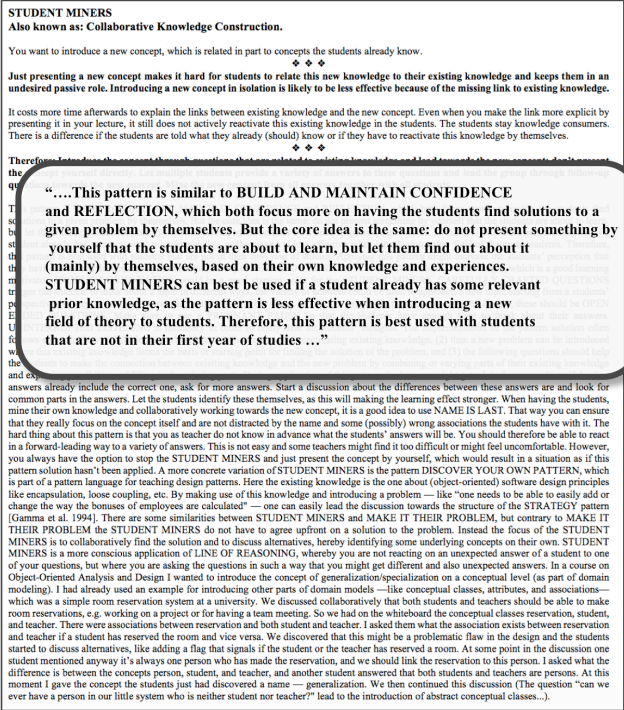 STUDENT MINERS
Also known as: Collaborative Knowledge Construction.
You want to introduce a new concept, which is related in part to concepts the students already know.
❖ ❖ ❖
Just presenting a new concept makes it hard for students to relate this new knowledge to their existing knowledge and keeps them in an
undesired passive role. Introducing a new concept in isolation is likely to be less effective because of the missing link to existing knowledge.
It costs more time afterwards to explain the links between existing knowledge and the new concept. Even when you make the link more explicit by
presenting it in your lecture, it still does not actively reactivate this existing knowledge in the students. The students stay knowledge consumers.
There is a difference if the students are told what they already (should) know or if they have to reactivate this knowledge by themselves.
❖ ❖ ❖
“….This pattern is similar to BUILD AND MAINTAIN CONFIDENCE
and REFLECTION, which both focus more on having the students find solutions to a
given problem by themselves. But the core idea is the same: do not present something by
yourself that the students are about to learn, but let them find out about it
(mainly) by themselves, based on their own knowledge and experiences.
STUDENT MINERS can best be used if a student already has some relevant
prior knowledge, as the pattern is less effective when introducing a new
field of theory to students. Therefore, this pattern is best used with students
that are not in their first year of studies …”
answers already include the correct one, ask for more answers. Start a discussion about the differences between these answers are and look for
common parts in the answers. Let the students identify these themselves, as this will making the learning effect stronger. When having the students,
mine their own knowledge and collaboratively working towards the new concept, it is a good idea to use NAME IS LAST. That way you can ensure
that they really focus on the concept itself and are not distracted by the name and some (possibly) wrong associations the students have with it. The
hard thing about this pattern is that you as teacher do not know in advance what the students' answers will be. You should therefore be able to react
in a forward-leading way to a variety of answers. This is not easy and some teachers might find it too difficult or might feel uncomfortable. However,
you always have the option to stop the STUDENT MINERS and just present the concept by yourself, which would result in a situation as if this
pattern solution hasn't been applied. A more concrete variation of STUDENT MINERS is the pattern DISCOVER YOUR OWN PATTERN, which
is part of a pattern language for teaching design patterns. Here the existing knowledge is the one about (object-oriented) software design principles
like encapsulation, loose coupling, etc. By making use of this knowledge and introducing a problem — like “one needs to be able to easily add or
change the way the bonuses of employees are calculated" — one can easily lead the discussion towards the structure of the STRATEGY pattern
[Gamma et al. 1994]. There are some similarities between STUDENT MINERS and MAKE IT THEIR PROBLEM, but contrary to MAKE IT
THEIR PROBLEM the STUDENT MINERS do not have to agree upfront on a solution to the problem. Instead the focus of the STUDENT
MINERS is to collaboratively find the solution and to discuss alternatives, hereby identifying some underlying concepts on their own. STUDENT
MINERS is a more conscious application of LINE OF REASONING, whereby you are not reacting on an unexpected answer of a student to one
of your questions, but where you are asking the questions in such a way that you might get different and also unexpected answers. In a course on
Object-Oriented Analysis and Design I wanted to introduce the concept of generalization/specialization on a conceptual level (as part of domain
modeling). I had already used an example for introducing other parts of domain models —like conceptual classes, attributes, and associations—
which was a simple room reservation system at a university. We discussed collaboratively that both students and teachers should be able to make
room reservations, e.g. working on a project or for having a team meeting. So we had on the whiteboard the conceptual classes reservation, student,
and teacher. There were associations between reservation and both student and teacher. I asked them what the association exists between reservation
and teacher if a student has reserved the room and vice versa. We discovered that this might be a problematic flaw in the design and the students
started to discuss alternatives, like adding a flag that signals if the student or the teacher has reserved a room. At some point in the discussion one
student mentioned anyway it's always one person who has made the reservation, and we should link the reservation to this person. I asked what the
difference is between the concepts person, student, and teacher, and another student answered that both students and teachers are persons. At this
moment I gave the concept the students just had discovered a name — generalization. We then continued this discussion (The question “can we
ever have a person in our little system who is neither student nor teacher?" lead to the introduction of abstract conceptual classes...).